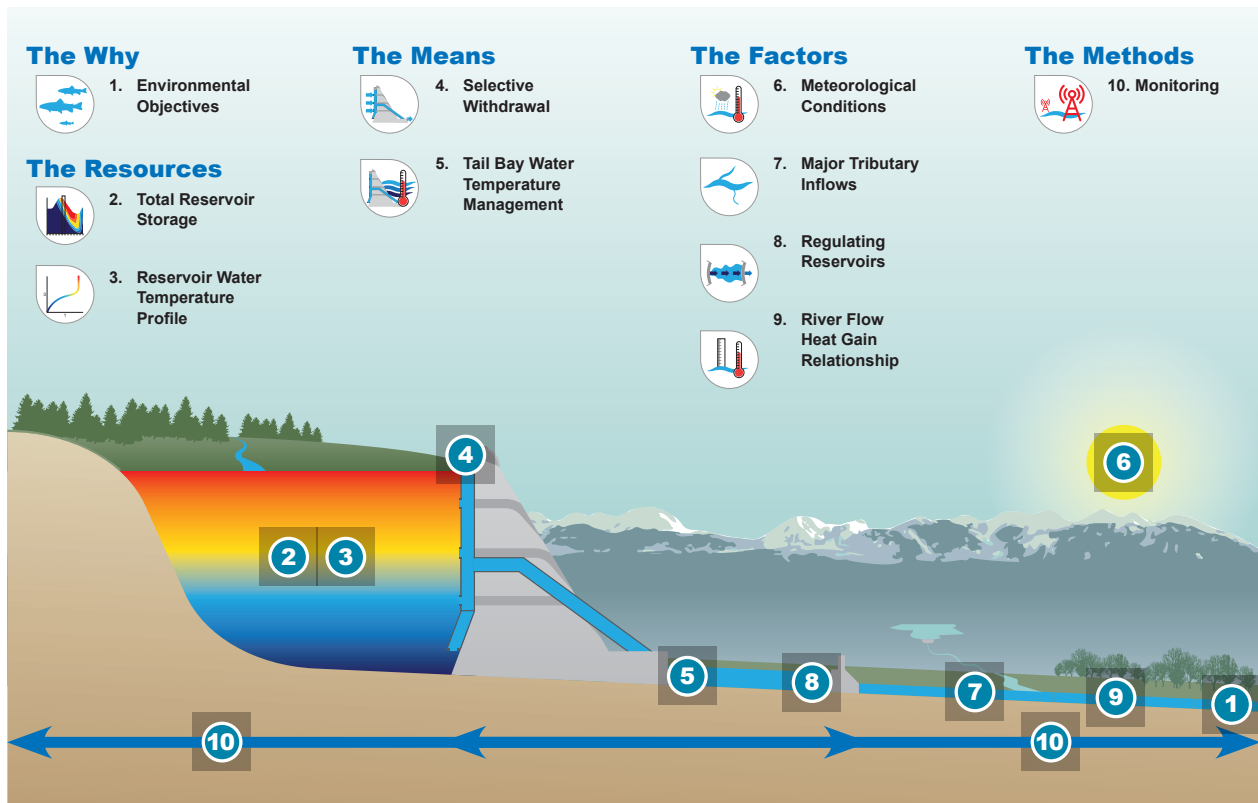 The Why
1. Environmental
Objectives
The Resources
2. Total Reservoir
Storage
3. Reservoir Water
Temperature
Profile
The Means
4. Selective
Withdrawal
5. Tail Bay Water
Temperature
Management
The Factors
6. Meteorological
Conditions
7. Major Tributary
Inflows
8. Regulating
Reservoirs
9. River Flow
Heat Gain
Relationship
The Methods
10. Monitoring
4
6
2
3
5
8
7
9
1
10
10